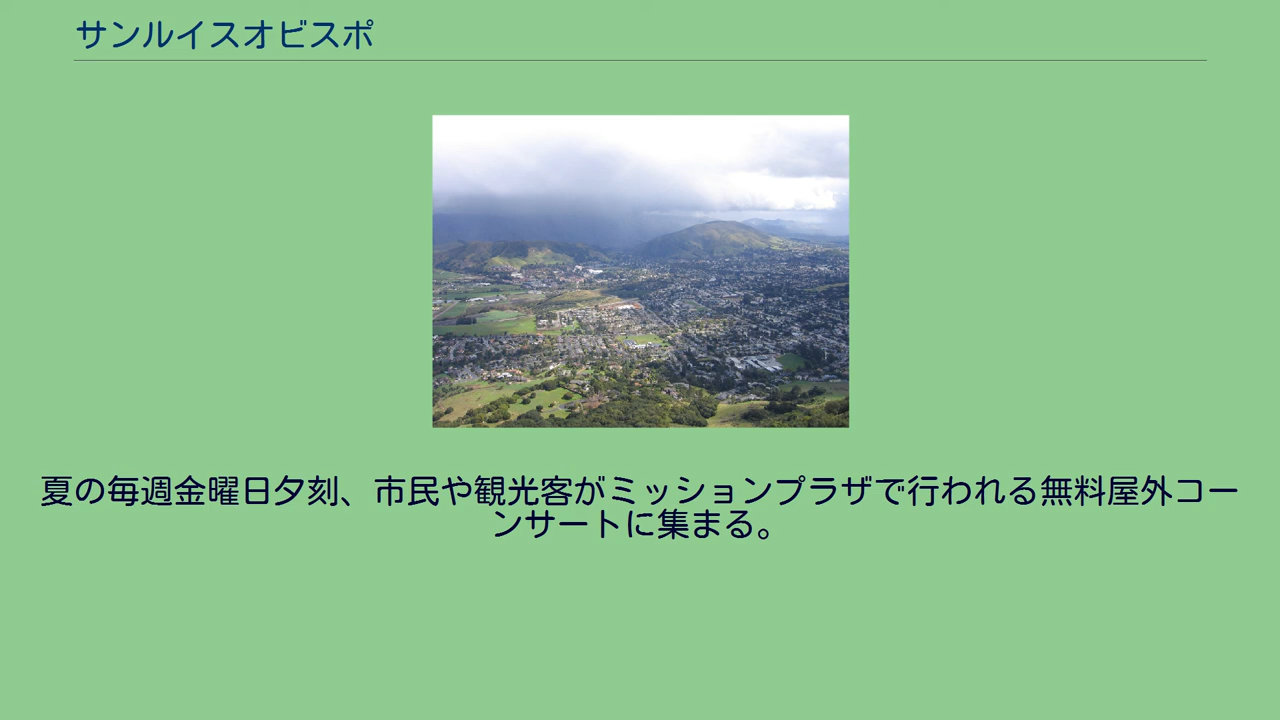 サンルイスオビスポ
夏の毎週金曜日夕刻、市民や観光客がミッションプラザで行われる無料屋外コー
ンサートに集まる。